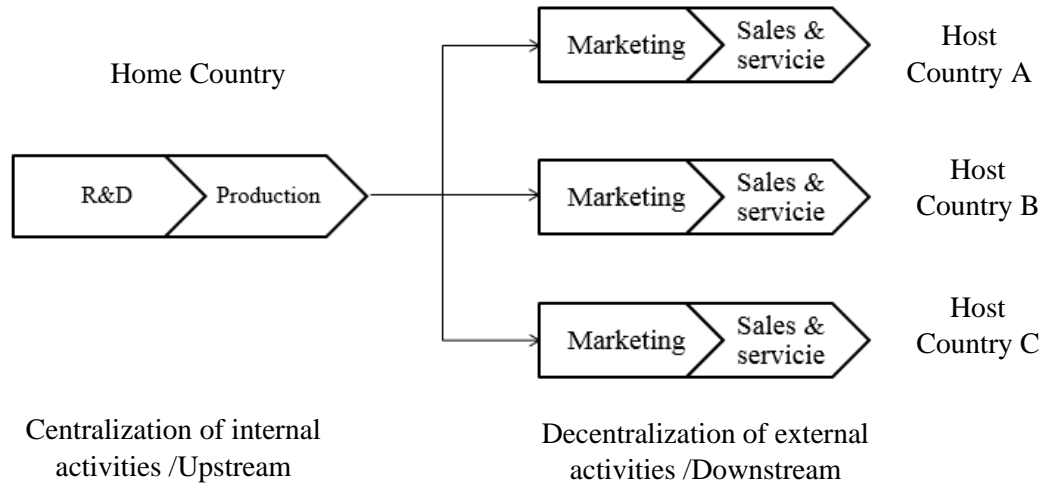 Home Country
R&D
Production
Marketing
Sales &
servicie
Host
Country A
Marketing
Sales &
servicie
Host
Country B
Marketing
Sales &
servicie
Host
Country C
Centralization of internal
activities /Upstream
Decentralization of external
activities /Downstream